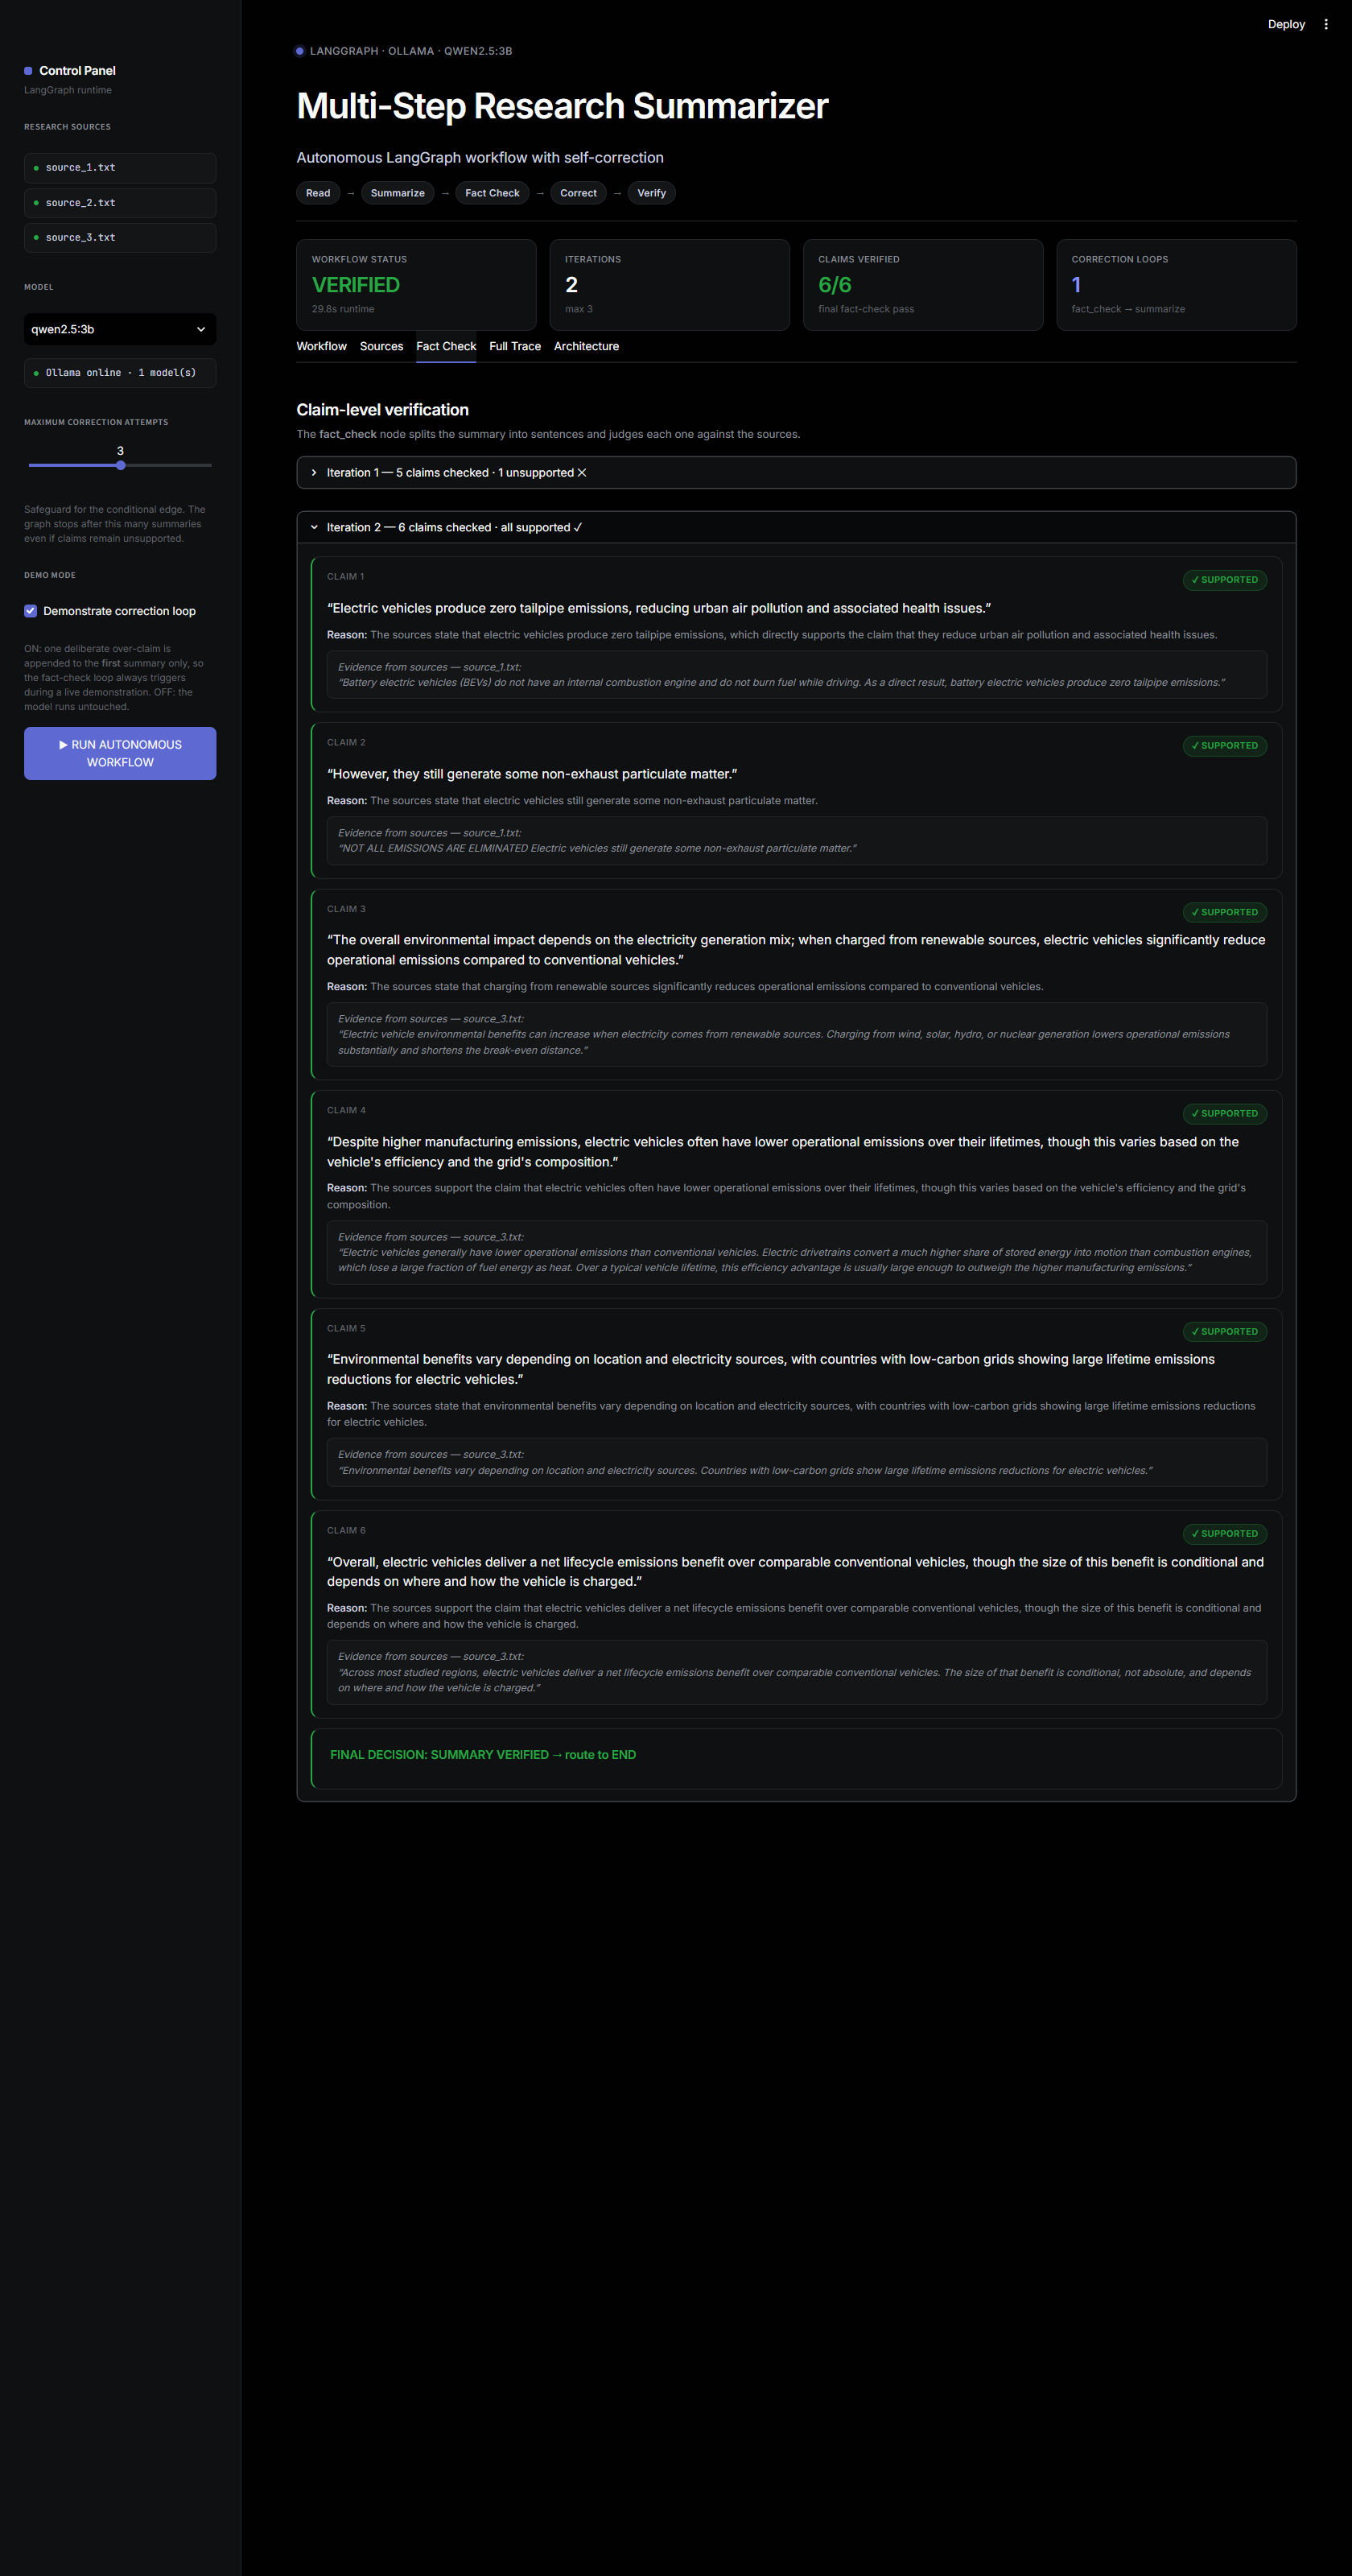 Deploy
Control Panel
LangGraph runtime
RESEARCH SOURCES
source_1.txt
source_2.txt
source_3.txt
MODEL
qwen2.5:3b
Ollama online · 1 model(s)
MAXIMUM CORRECTION ATTEMPTS
3
Safeguard for the conditional edge. The
graph stops after this many summaries
even if claims remain unsupported.
DEMO MODE
Demonstrate correction loop
ON: one deliberate over-claim is
appended to the first summary only, so
the fact-check loop always triggers
during a live demonstration. OFF: the
model runs untouched.
▶ RUN AUTONOMOUS
WORKFLOW
LANGGRAPH · OLLAMA · QWEN2.5:3B
Multi-Step Research Summarizer
Autonomous LangGraph workflow with self-correction
Read → Summarize → Fact Check → Correct → Verify
WORKFLOW STATUS
VERIFIED
29.8s runtime
ITERATIONS
2
max 3
CLAIMS VERIFIED
6/6
final fact-check pass
CORRECTION LOOPS
1
fact_check → summarize
Workflow Sources Fact Check Full Trace Architecture
Claim-level verification
The fact_check node splits the summary into sentences and judges each one against the sources.
Iteration 1 — 5 claims checked · 1 unsupported ✕
Iteration 2 — 6 claims checked · all supported ✓
CLAIM 1
✓ SUPPORTED
“Electric vehicles produce zero tailpipe emissions, reducing urban air pollution and associated health issues.”
Reason: The sources state that electric vehicles produce zero tailpipe emissions, which directly supports the claim that they reduce urban air pollution and associated health issues.
Evidence from sources — source_1.txt:
“Battery electric vehicles (BEVs) do not have an internal combustion engine and do not burn fuel while driving. As a direct result, battery electric vehicles produce zero tailpipe emissions.”
CLAIM 2
✓ SUPPORTED
“However, they still generate some non-exhaust particulate matter.”
Reason: The sources state that electric vehicles still generate some non-exhaust particulate matter.
Evidence from sources — source_1.txt:
“NOT ALL EMISSIONS ARE ELIMINATED Electric vehicles still generate some non-exhaust particulate matter.”
CLAIM 3
✓ SUPPORTED
“The overall environmental impact depends on the electricity generation mix; when charged from renewable sources, electric vehicles significantly reduce
operational emissions compared to conventional vehicles.”
Reason: The sources state that charging from renewable sources significantly reduces operational emissions compared to conventional vehicles.
Evidence from sources — source_3.txt:
“Electric vehicle environmental benefits can increase when electricity comes from renewable sources. Charging from wind, solar, hydro, or nuclear generation lowers operational emissions
substantially and shortens the break-even distance.”
CLAIM 4
✓ SUPPORTED
“Despite higher manufacturing emissions, electric vehicles often have lower operational emissions over their lifetimes, though this varies based on the
vehicle's efficiency and the grid's composition.”
Reason: The sources support the claim that electric vehicles often have lower operational emissions over their lifetimes, though this varies based on the vehicle's efficiency and the grid's
composition.
Evidence from sources — source_3.txt:
“Electric vehicles generally have lower operational emissions than conventional vehicles. Electric drivetrains convert a much higher share of stored energy into motion than combustion engines,
which lose a large fraction of fuel energy as heat. Over a typical vehicle lifetime, this efficiency advantage is usually large enough to outweigh the higher manufacturing emissions.”
CLAIM 5
✓ SUPPORTED
“Environmental benefits vary depending on location and electricity sources, with countries with low-carbon grids showing large lifetime emissions
reductions for electric vehicles.”
Reason: The sources state that environmental benefits vary depending on location and electricity sources, with countries with low-carbon grids showing large lifetime emissions reductions
for electric vehicles.
Evidence from sources — source_3.txt:
“Environmental benefits vary depending on location and electricity sources. Countries with low-carbon grids show large lifetime emissions reductions for electric vehicles.”
CLAIM 6
✓ SUPPORTED
“Overall, electric vehicles deliver a net lifecycle emissions benefit over comparable conventional vehicles, though the size of this benefit is conditional and
depends on where and how the vehicle is charged.”
Reason: The sources support the claim that electric vehicles deliver a net lifecycle emissions benefit over comparable conventional vehicles, though the size of this benefit is conditional and
depends on where and how the vehicle is charged.
Evidence from sources — source_3.txt:
“Across most studied regions, electric vehicles deliver a net lifecycle emissions benefit over comparable conventional vehicles. The size of that benefit is conditional, not absolute, and depends
on where and how the vehicle is charged.”
FINAL DECISION: SUMMARY VERIFIED → route to END